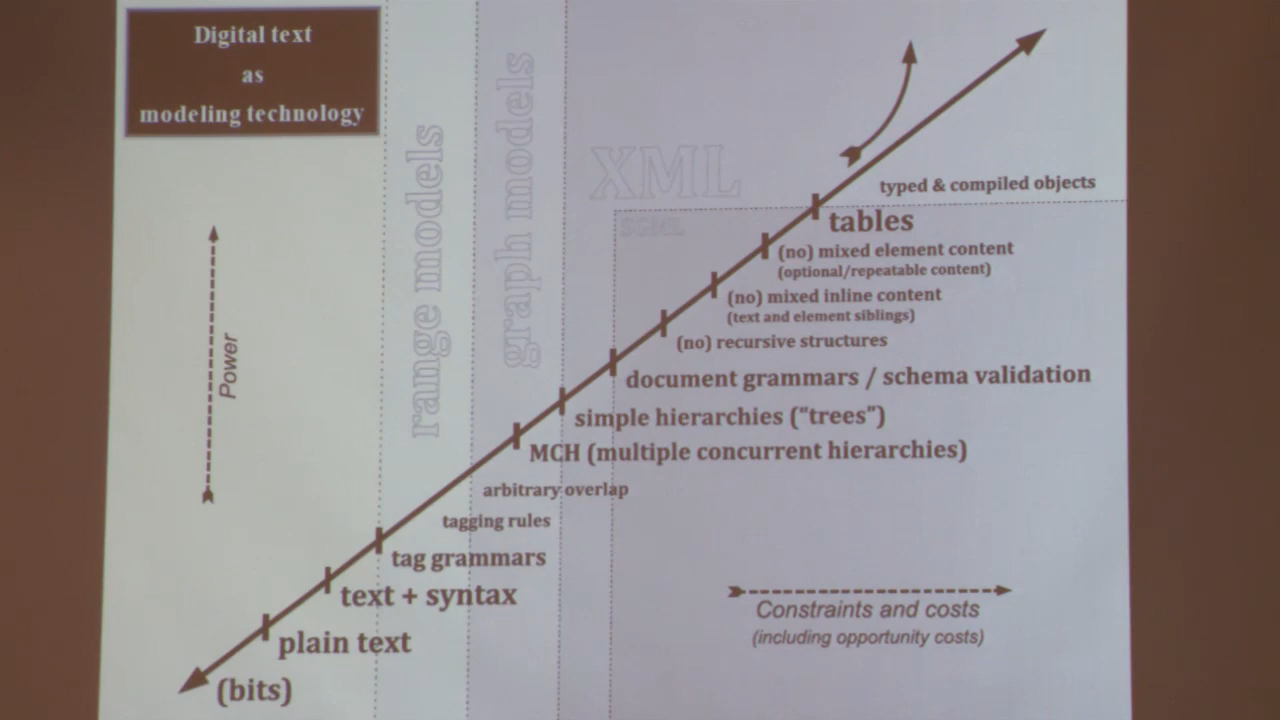 Digital text
as
modeling technology
range models
graph models
XML
SGML
Power
typed & compiled objects
tables
(no) mixed element content
(optional/repeatable content)
(no) mixed inline content
(text and element siblings)
(no) recursive structures
document grammars / schema validation
simple hierarchies (“trees”)
MCH (multiple concurrent hierarchies)
arbitrary overlap
tagging rules
tag grammars
text + syntax
plain text
(bits)
Constraints and costs
(including opportunity costs)